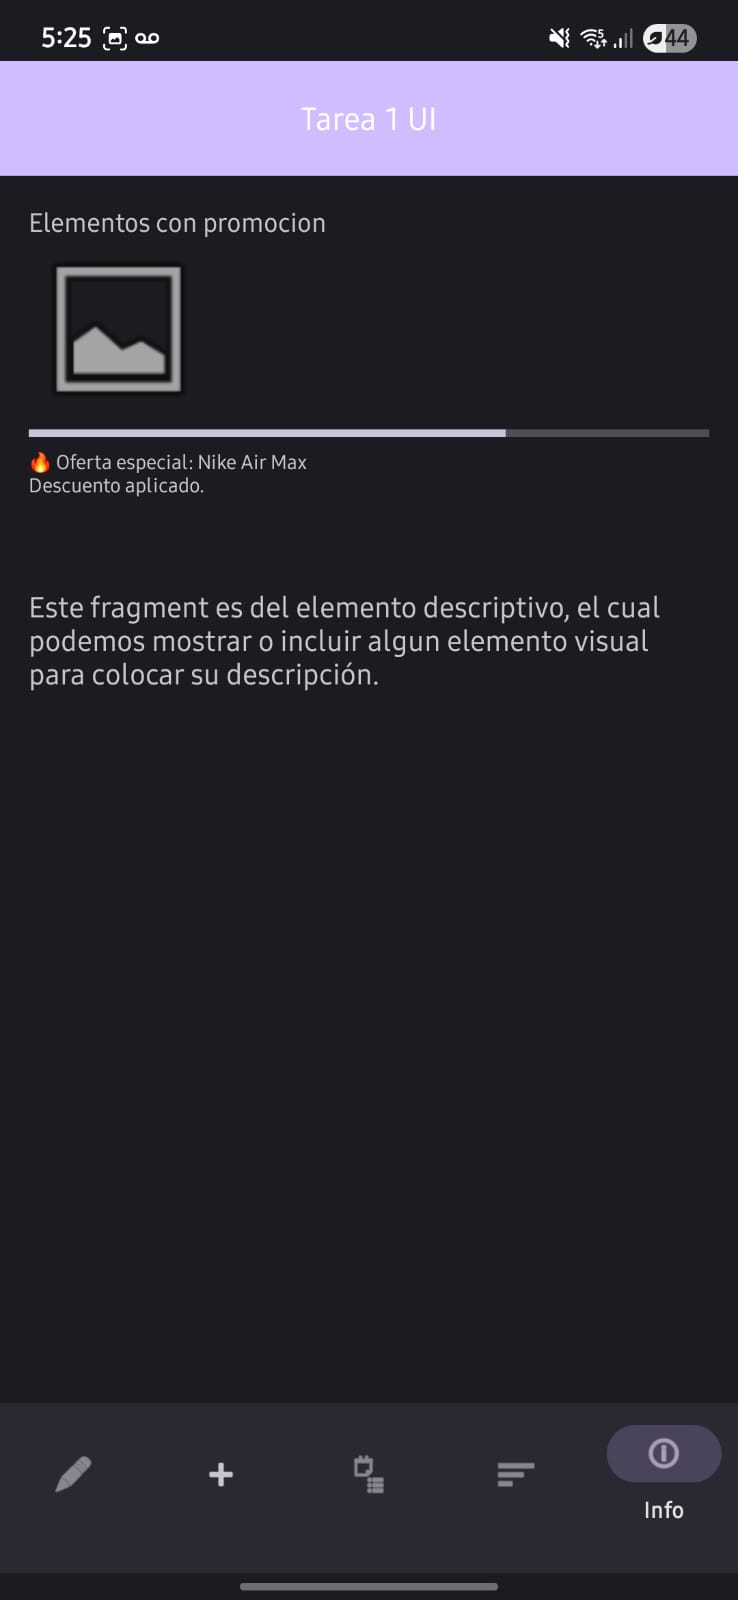 5:25
44
Tarea 1 UI
Elementos con promocion
🔥 Oferta especial: Nike Air Max
Descuento aplicado.
Este fragment es del elemento descriptivo, el cual
podemos mostrar o incluir algun elemento visual
para colocar su descripción.
Info